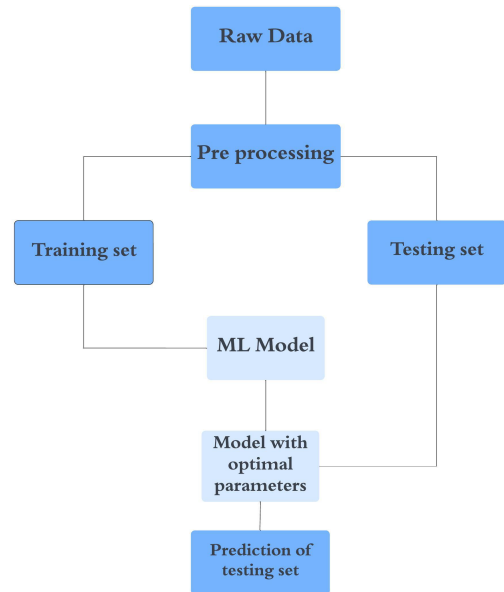 Raw Data
Pre processing
Training set
Testing set
ML Model
Model with
optimal
parameters
Prediction of
testing set